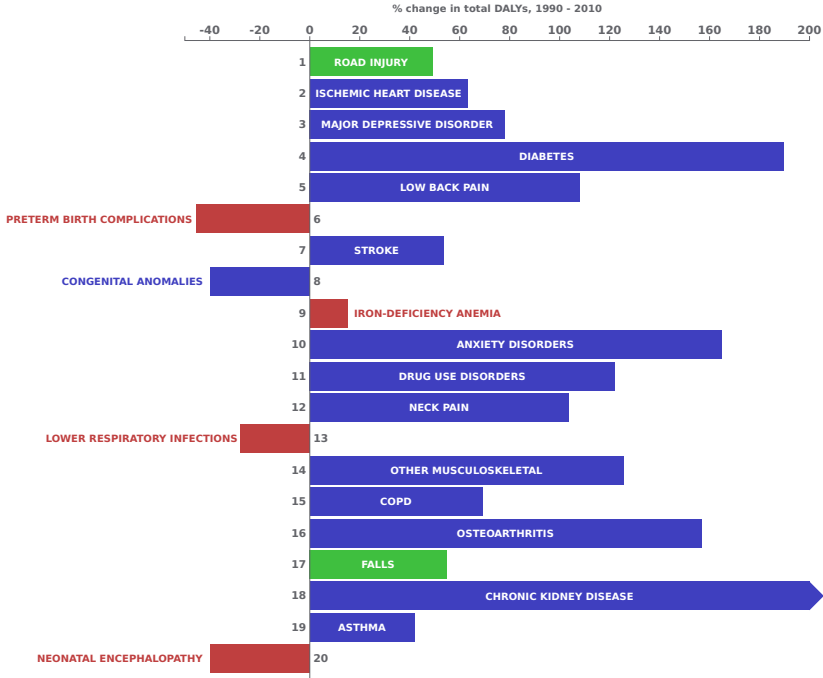 % change in total DALYs, 1990 - 2010
-40 -20 0 20 40 60 80 100 120 140 160 180 200
1 ROAD INJURY
2 ISCHEMIC HEART DISEASE
3 MAJOR DEPRESSIVE DISORDER
4 DIABETES
5 LOW BACK PAIN
PRETERM BIRTH COMPLICATIONS 6
7 STROKE
CONGENITAL ANOMALIES 8
9 IRON-DEFICIENCY ANEMIA
10 ANXIETY DISORDERS
11 DRUG USE DISORDERS
12 NECK PAIN
LOWER RESPIRATORY INFECTIONS 13
14 OTHER MUSCULOSKELETAL
15 COPD
16 OSTEOARTHRITIS
17 FALLS
18 CHRONIC KIDNEY DISEASE
19 ASTHMA
NEONATAL ENCEPHALOPATHY 20